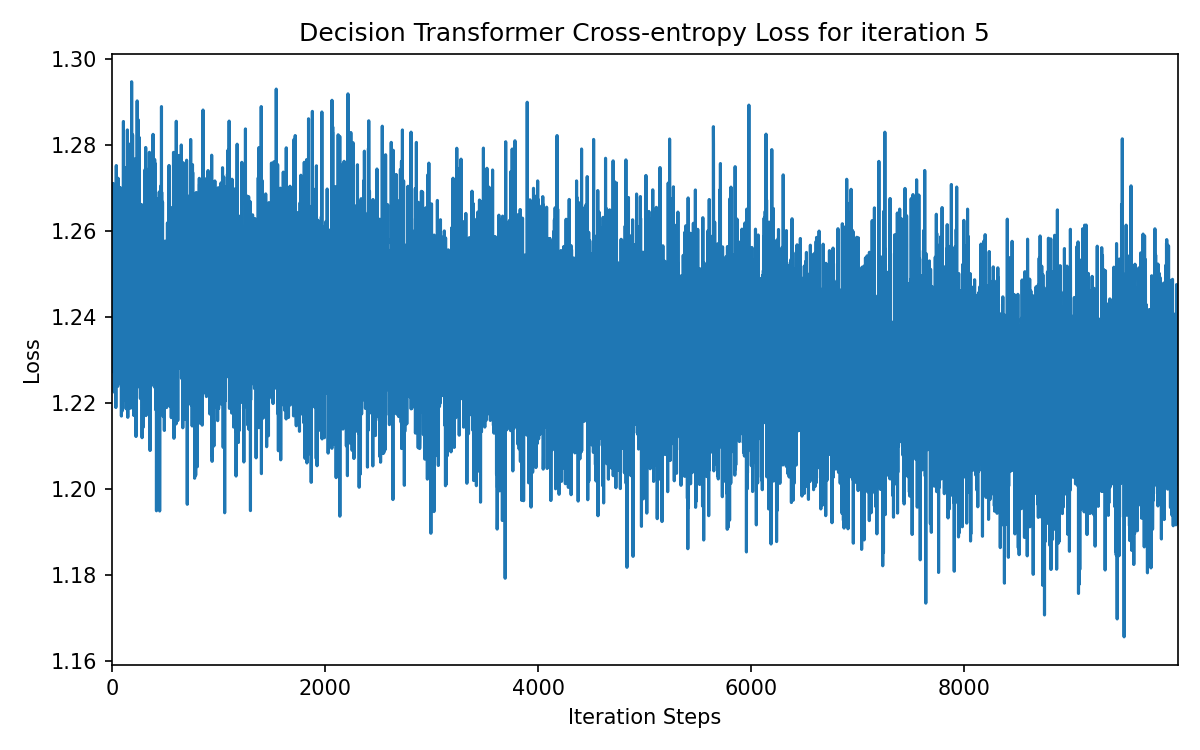 Decision Transformer Cross-entropy Loss for iteration 5
1.30
1.28
1.26
1.24
1.22
1.20
1.18
1.16
Loss
0 2000 4000 6000 8000
Iteration Steps